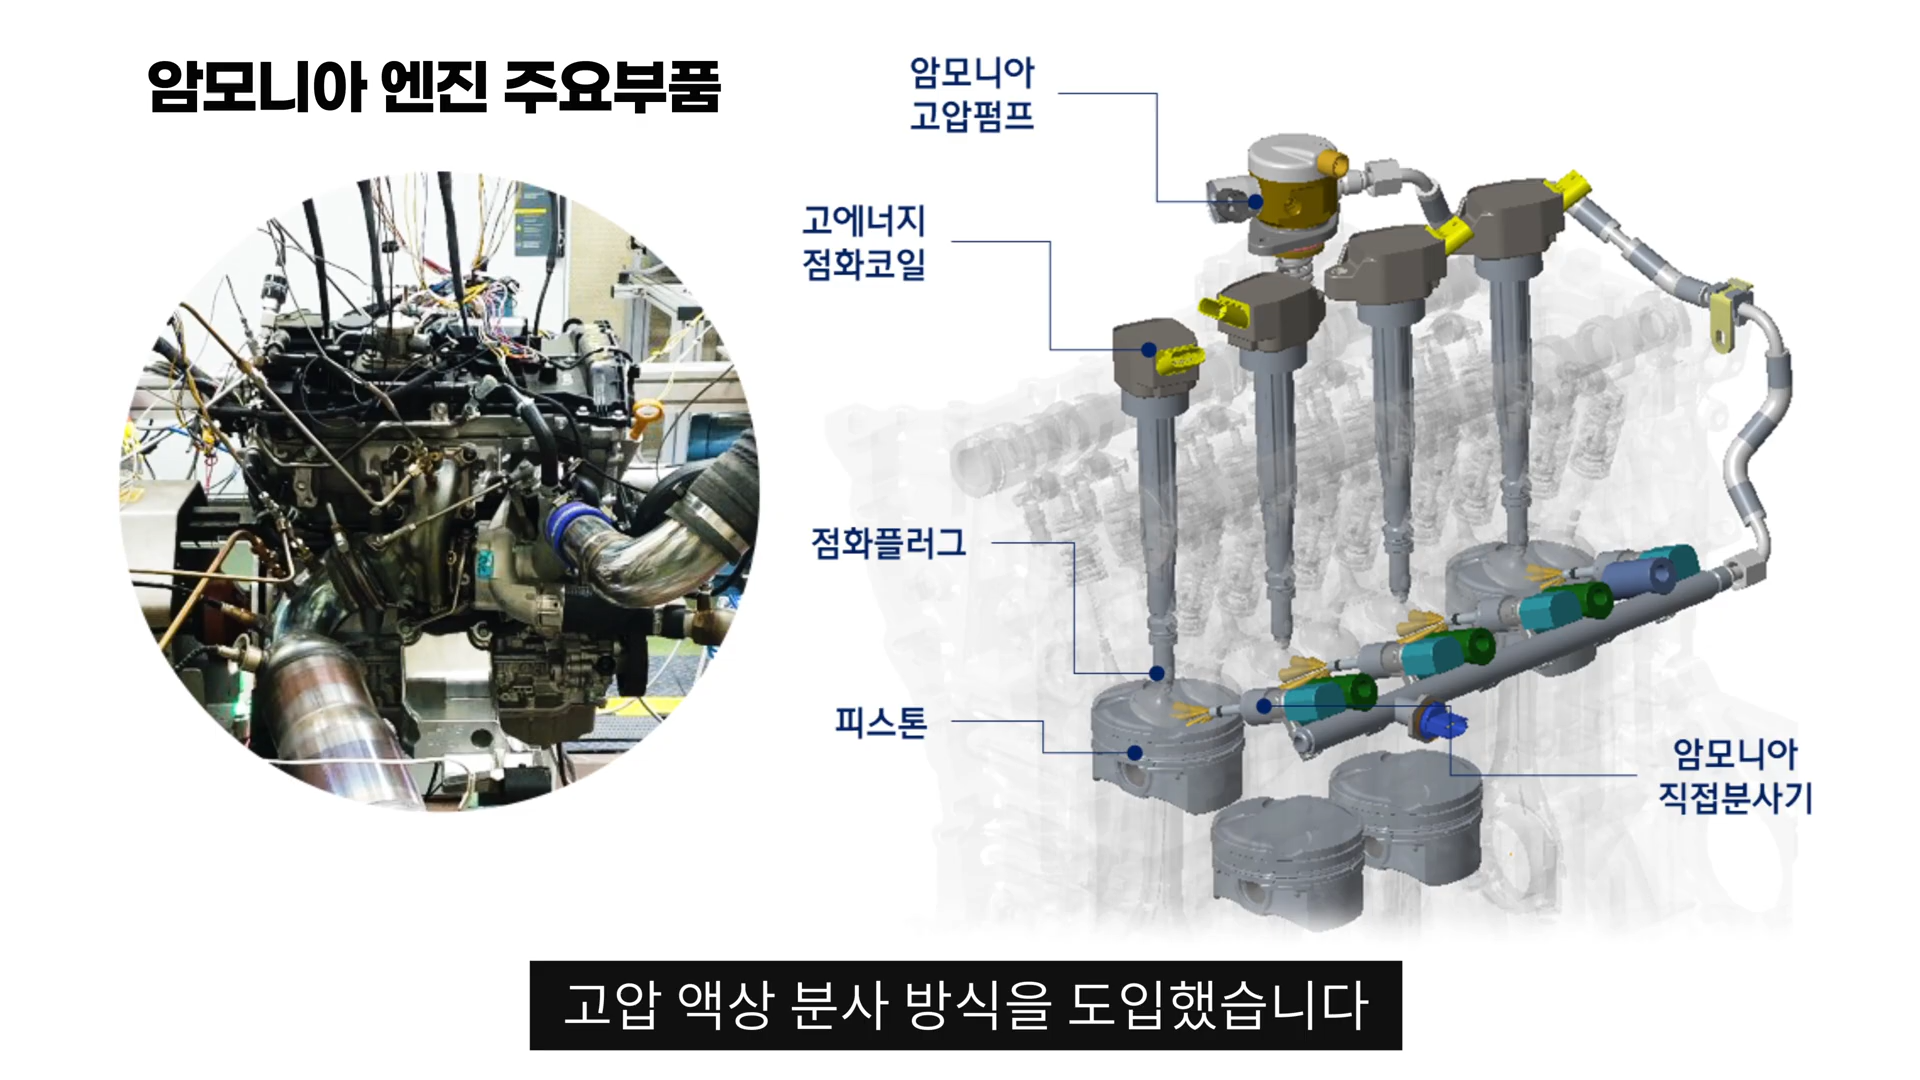 암모니아 엔진 주요부품
암모니아
고압펌프
고에너지
점화코일
점화플러그
피스톤
암모니아
직접분사기
고압 액상 분사 방식을 도입했습니다